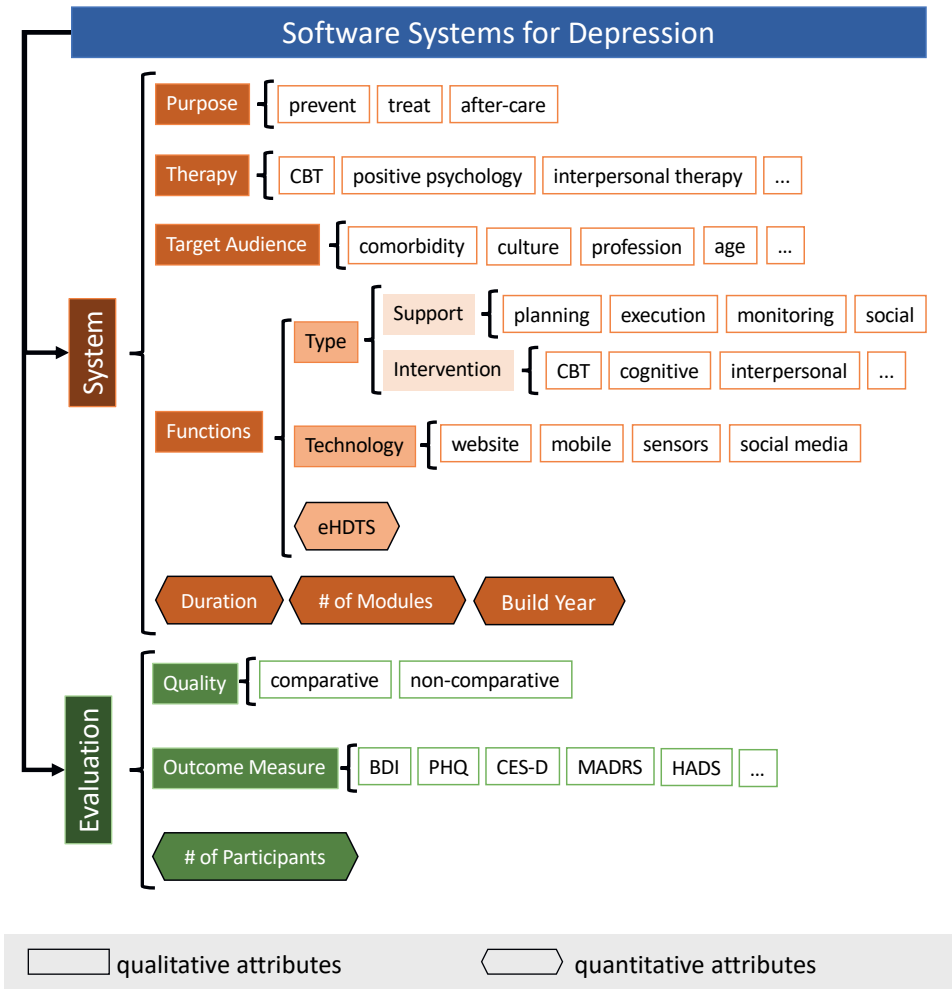 Software Systems for Depression
System
Purpose
prevent
treat
after-care
Therapy
CBT
positive psychology
interpersonal therapy
...
Target Audience
comorbidity
culture
profession
age
...
Functions
Type
Support
planning
execution
monitoring
social
Intervention
CBT
cognitive
interpersonal
...
Technology
website
mobile
sensors
social media
eHDTS
Duration
# of Modules
Build Year
Evaluation
Quality
comparative
non-comparative
Outcome Measure
BDI
PHQ
CES-D
MADRS
HADS
...
# of Participants
qualitative attributes
quantitative attributes